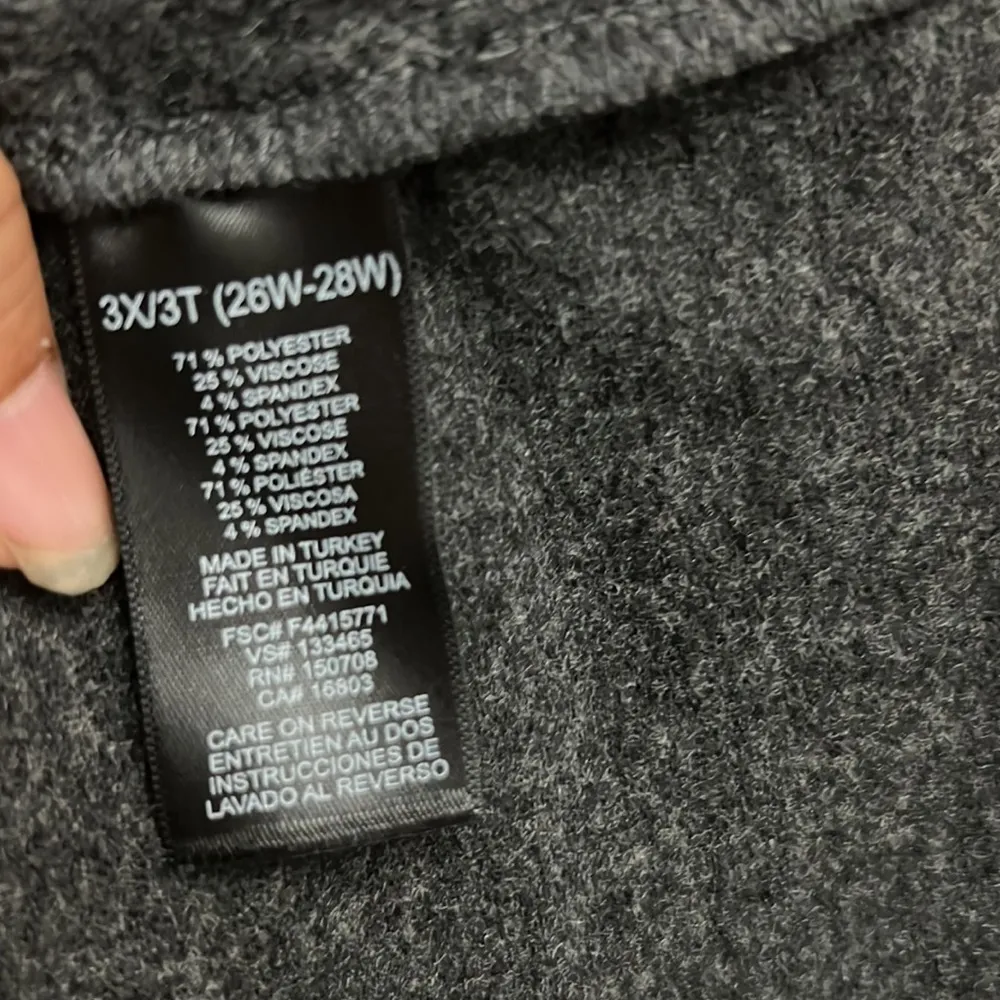 3X/3T (26W-28W)
71 % POLYESTER
25 % VISCOSE
4 % SPANDEX
71 % POLYESTER
25 % VISCOSE
4 % SPANDEX
71 % POLIÉSTER
25 % VISCOSA
4 % SPANDEX
MADE IN TURKEY
FAIT EN TURQUIE
HECHO EN TURQUIA
FSC# F4415771
VS# 133465
RN# 150708
CA# 16803
CARE ON REVERSE
ENTRETIEN AU DOS
INSTRUCCIONES DE
LAVADO AL REVERSO